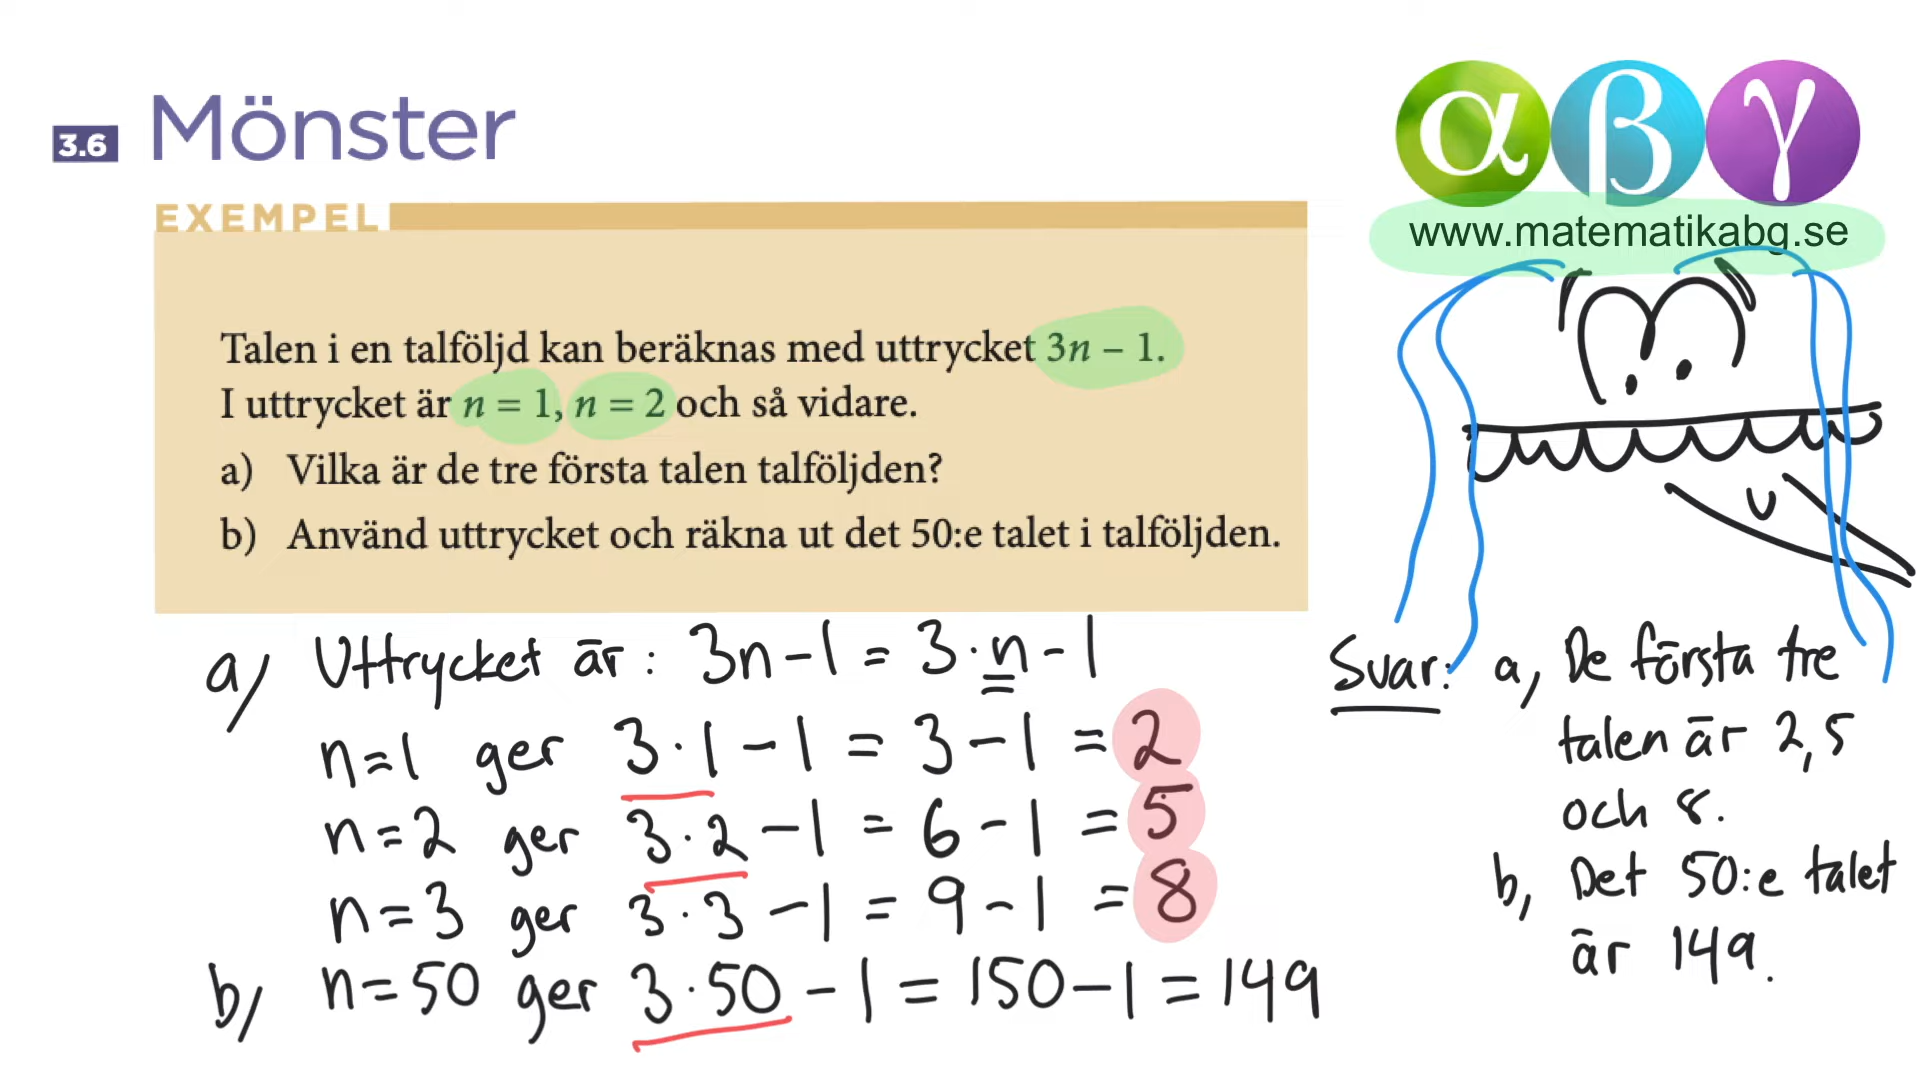 3.6 Mönster
α β γ
www.matematikabg.se
EXEMPEL
Talen i en talföljd kan beräknas med uttrycket 3n – 1.
I uttrycket är n = 1, n = 2 och så vidare.
a) Vilka är de tre första talen talföljden?
b) Använd uttrycket och räkna ut det 50:e talet i talföljden.
a) Uttrycket är: 3n-1 = 3·n-1
n=1 ger 3·1-1 = 3-1 = 2
n=2 ger 3·2-1 = 6-1 = 5
n=3 ger 3·3-1 = 9-1 = 8
b) n=50 ger 3·50-1 = 150-1 = 149
Svar: a, De första tre
talen är 2,5
och 8.
b, Det 50:e talet
är 149.